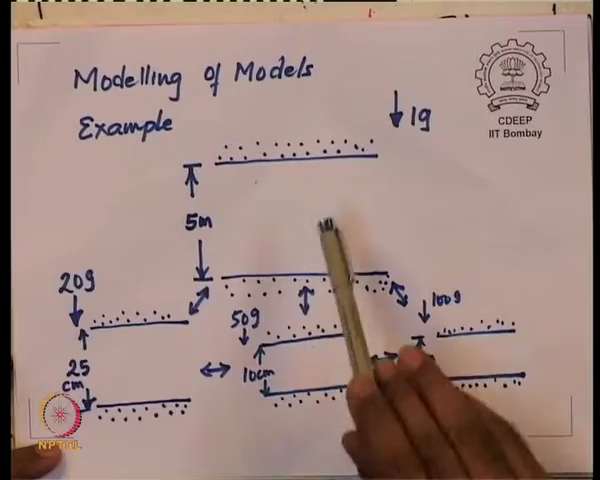 Modelling of Models
Example
1g
CDEEP
IIT Bombay
5m
20g
50g
100g
25
cm
10cm
NPTEL